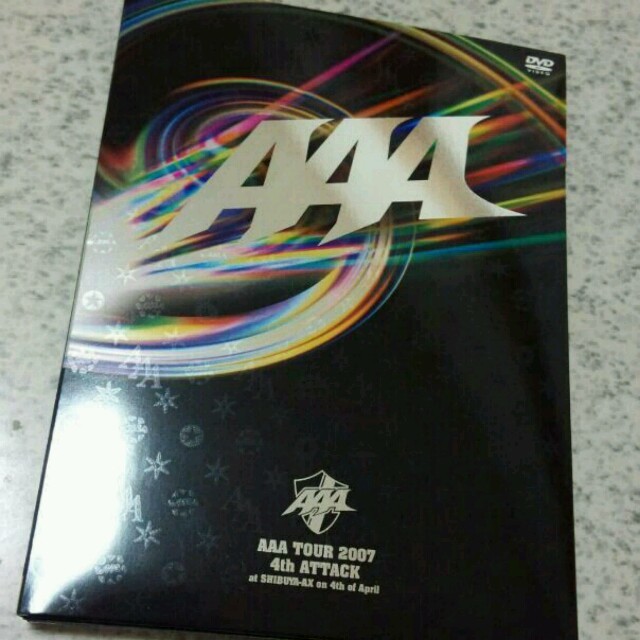 DVD
VIDEO
AAA
AAA
AAA TOUR 2007
4th ATTACK
at SHIBUYA-AX on 4th of April